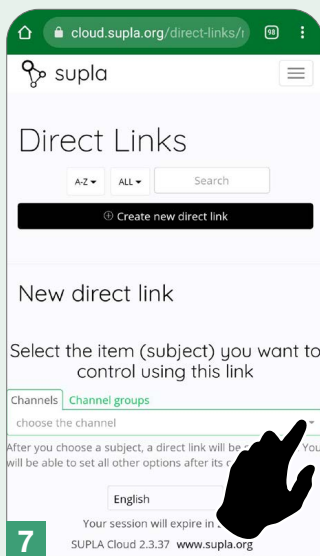 cloud.supla.org/direct-links/
98
supla
Direct Links
A-Z ALL Search
Create new direct link
New direct link
Select the item (subject) you want to
control using this link
Channels Channel groups
choose the channel
After you choose a subject, a direct link will be You
will be able to set all other options after its
English
Your session will expire in
7
SUPLA Cloud 2.3.37 www.supla.org